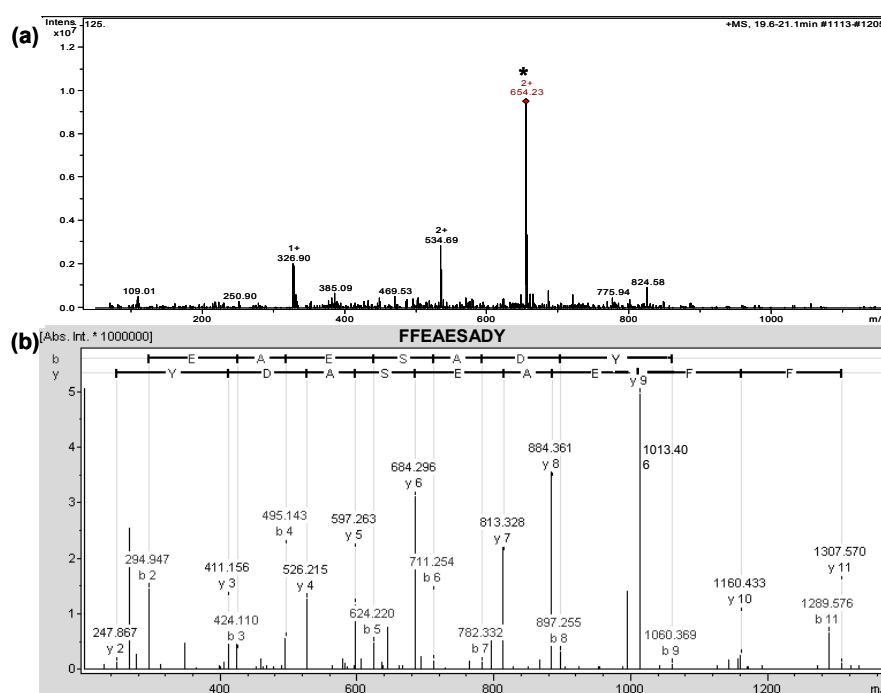 (a)
Intens. 125.
x10⁷
+MS, 19.6-21.1min #1113-#1205
1.2
1.0
0.8
0.6
0.4
0.2
0.0
*
2+
654.23
2+
534.69
1+
326.90
109.01
250.90
385.09
469.53
775.94
824.58
200
400
600
800
1000
m/
(b)
[Abs. Int. * 1000000]
FFEAESADY
b E A E S A D Y
y Y D A S E A E F F
y 9
5
4
3
2
1
0
1013.40
6
884.361
y 8
684.296
y 6
495.143
b 4
597.263
y 5
813.328
y 7
294.947
b 2
411.156
y 3
526.215
y 4
711.254
b 6
1307.570
y 11
1160.433
y 10
424.110
b 3
624.220
b 5
897.255
b 8
1289.576
b 11
247.867
y 2
782.332
b 7
1060.369
b 9
400
600
800
1000
1200
m/